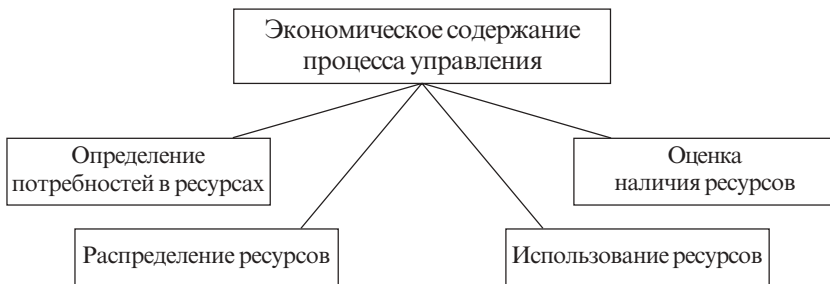 Экономическое содержание
процесса управления
Определение
потребностей в ресурсах
Оценка
наличия ресурсов
Распределение ресурсов
Использование ресурсов